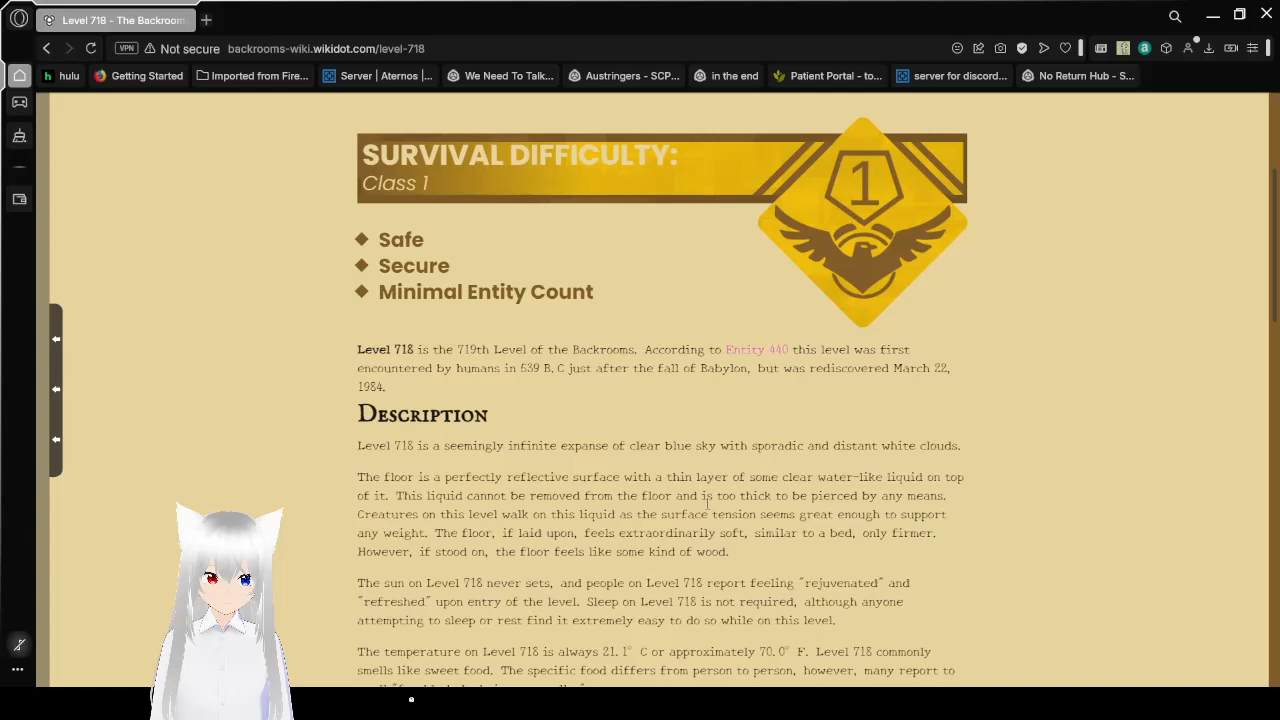 Level 718 - The Backroom
VPN Not secure backrooms-wiki.wikidot.com/level-718
hulu Getting Started Imported from Fire... Server | Aternos |... We Need To Talk... Austringers - SCP... in the end Patient Portal - to... server for discord... No Return Hub - S...
SURVIVAL DIFFICULTY:
Class 1
1
Safe
Secure
Minimal Entity Count
Level 718 is the 719th Level of the Backrooms. According to Entity 440 this level was first
encountered by humans in 539 B.C just after the fall of Babylon, but was rediscovered March 22,
1984.
Description
Level 718 is a seemingly infinite expanse of clear blue sky with sporadic and distant white clouds.
The floor is a perfectly reflective surface with a thin layer of some clear water-like liquid on top
of it. This liquid cannot be removed from the floor and is too thick to be pierced by any means.
Creatures on this level walk on this liquid as the surface tension seems great enough to support
any weight. The floor, if laid upon, feels extraordinarily soft, similar to a bed, only firmer.
However, if stood on, the floor feels like some kind of wood.
The sun on Level 718 never sets, and people on Level 718 report feeling "rejuvenated" and
"refreshed" upon entry of the level. Sleep on Level 718 is not required, although anyone
attempting to sleep or rest find it extremely easy to do so while on this level.
The temperature on Level 718 is always 21.1° C or approximately 70.0° F. Level 718 commonly
smells like sweet food. The specific food differs from person to person, however, many report to